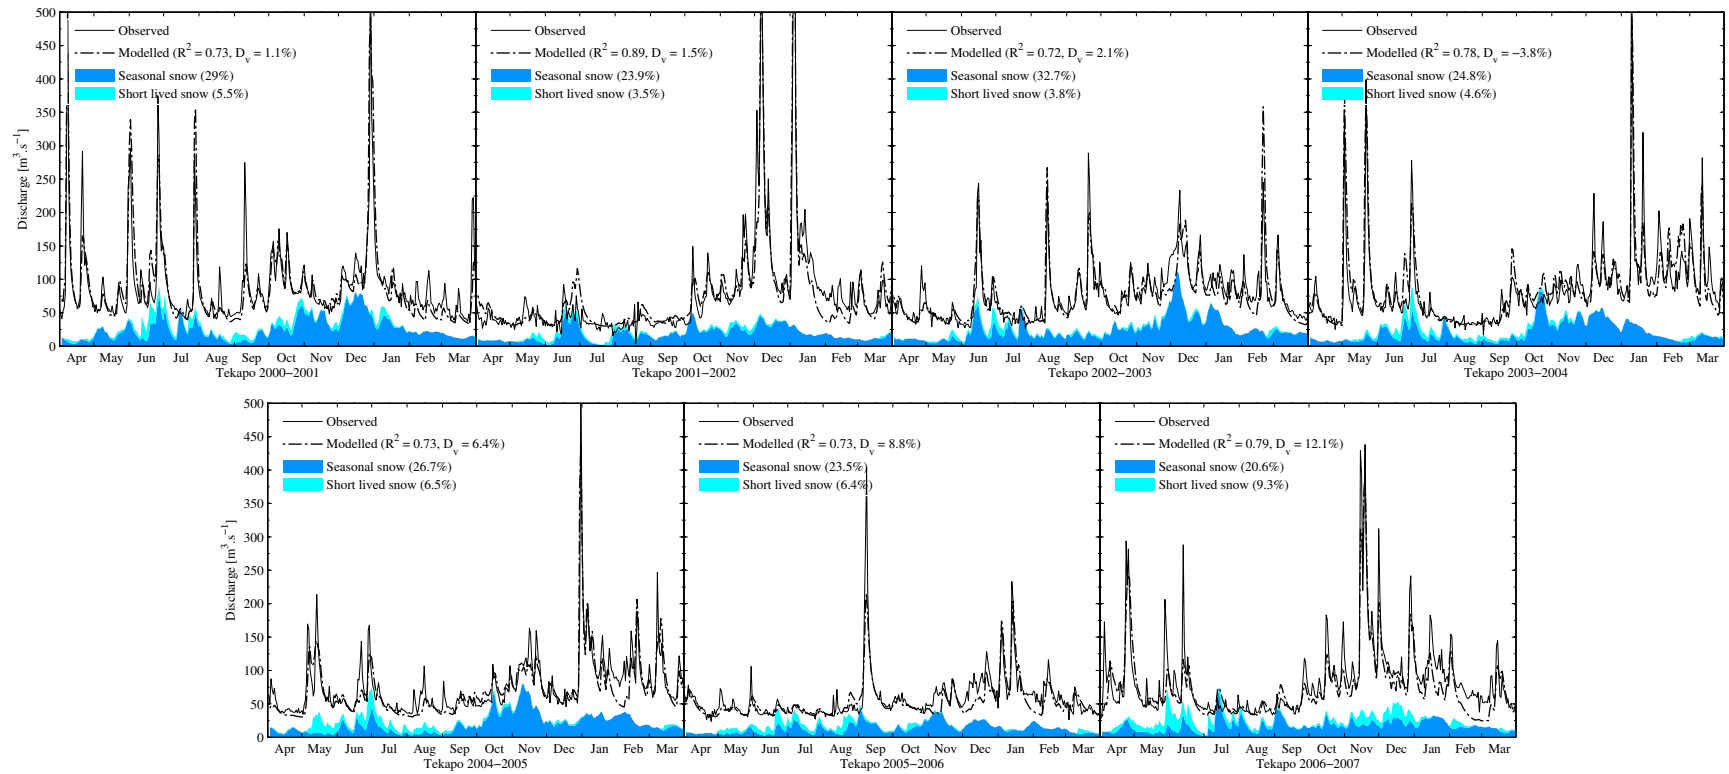 500
450
400
350
300
250
200
150
100
50
0
Discharge [m³.s⁻¹]
Observed
Modelled (R² = 0.73, Dᵥ = 1.1%)
Seasonal snow (29%)
Short lived snow (5.5%)
Apr May Jun Jul Aug Sep Oct Nov Dec Jan Feb Mar
Tekapo 2000−2001
Observed
Modelled (R² = 0.89, Dᵥ = 1.5%)
Seasonal snow (23.9%)
Short lived snow (3.5%)
Apr May Jun Jul Aug Sep Oct Nov Dec Jan Feb Mar
Tekapo 2001−2002
Observed
Modelled (R² = 0.72, Dᵥ = 2.1%)
Seasonal snow (32.7%)
Short lived snow (3.8%)
Apr May Jun Jul Aug Sep Oct Nov Dec Jan Feb Mar
Tekapo 2002−2003
Observed
Modelled (R² = 0.78, Dᵥ = −3.8%)
Seasonal snow (24.8%)
Short lived snow (4.6%)
Apr May Jun Jul Aug Sep Oct Nov Dec Jan Feb Mar
Tekapo 2003−2004
500
450
400
350
300
250
200
150
100
50
0
Discharge [m³.s⁻¹]
Observed
Modelled (R² = 0.73, Dᵥ = 6.4%)
Seasonal snow (26.7%)
Short lived snow (6.5%)
Apr May Jun Jul Aug Sep Oct Nov Dec Jan Feb Mar
Tekapo 2004−2005
Observed
Modelled (R² = 0.73, Dᵥ = 8.8%)
Seasonal snow (23.5%)
Short lived snow (6.4%)
Apr May Jun Jul Aug Sep Oct Nov Dec Jan Feb Mar
Tekapo 2005−2006
Observed
Modelled (R² = 0.79, Dᵥ = 12.1%)
Seasonal snow (20.6%)
Short lived snow (9.3%)
Apr May Jun Jul Aug Sep Oct Nov Dec Jan Feb Mar
Tekapo 2006−2007